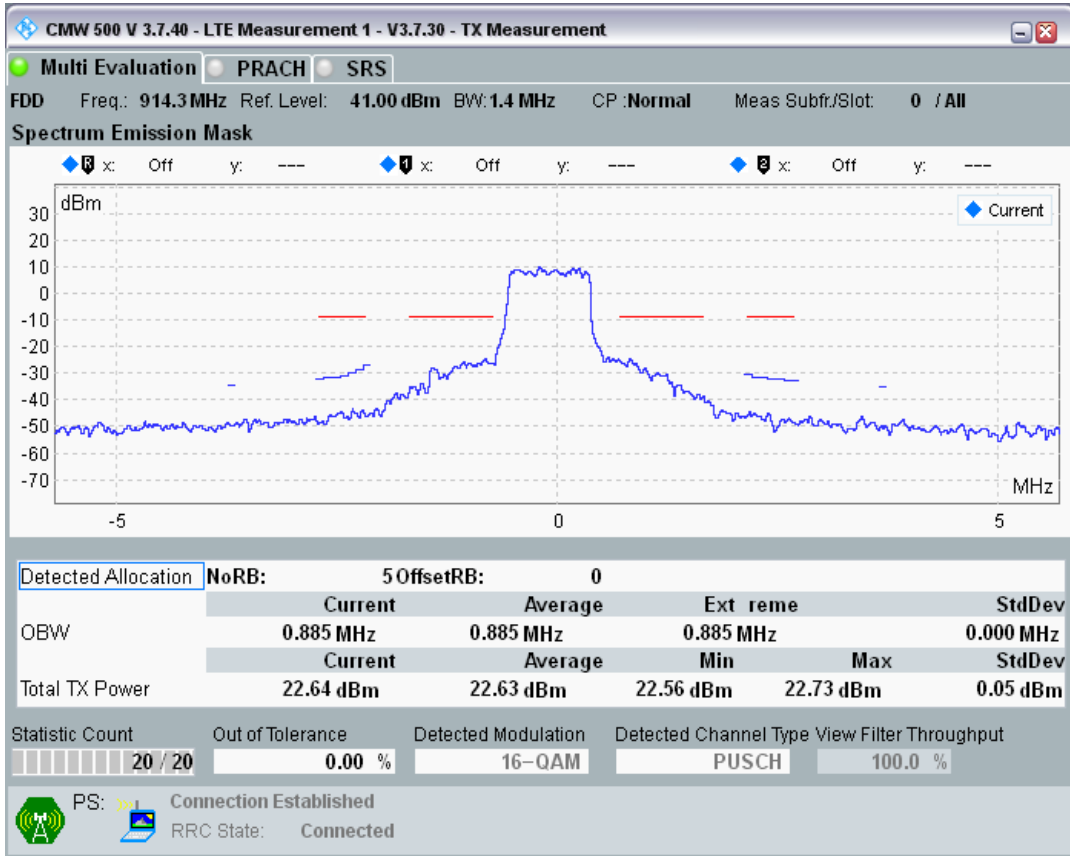 CMW 500 V 3.7.40 - LTE Measurement 1 - V3.7.30 - TX Measurement
Multi Evaluation PRACH SRS
FDD Freq.: 914.3 MHz Ref. Level: 41.00 dBm BW: 1.4 MHz CP :Normal Meas Subfr./Slot: 0 / All
Spectrum Emission Mask
R x: Off y: --- 1 x: Off y: --- 2 x: Off y: ---
dBm
Current
30
20
10
0
-10
-20
-30
-40
-50
-60
-70
MHz
-5 0 5
Detected Allocation NoRB: 5 OffsetRB: 0
Current Average Ext reme StdDev
OBW 0.885 MHz 0.885 MHz 0.885 MHz 0.000 MHz
Current Average Min Max StdDev
Total TX Power 22.64 dBm 22.63 dBm 22.56 dBm 22.73 dBm 0.05 dBm
Statistic Count Out of Tolerance Detected Modulation Detected Channel Type View Filter Throughput
20 / 20 0.00 % 16-QAM PUSCH 100.0 %
PS: Connection Established
RRC State: Connected